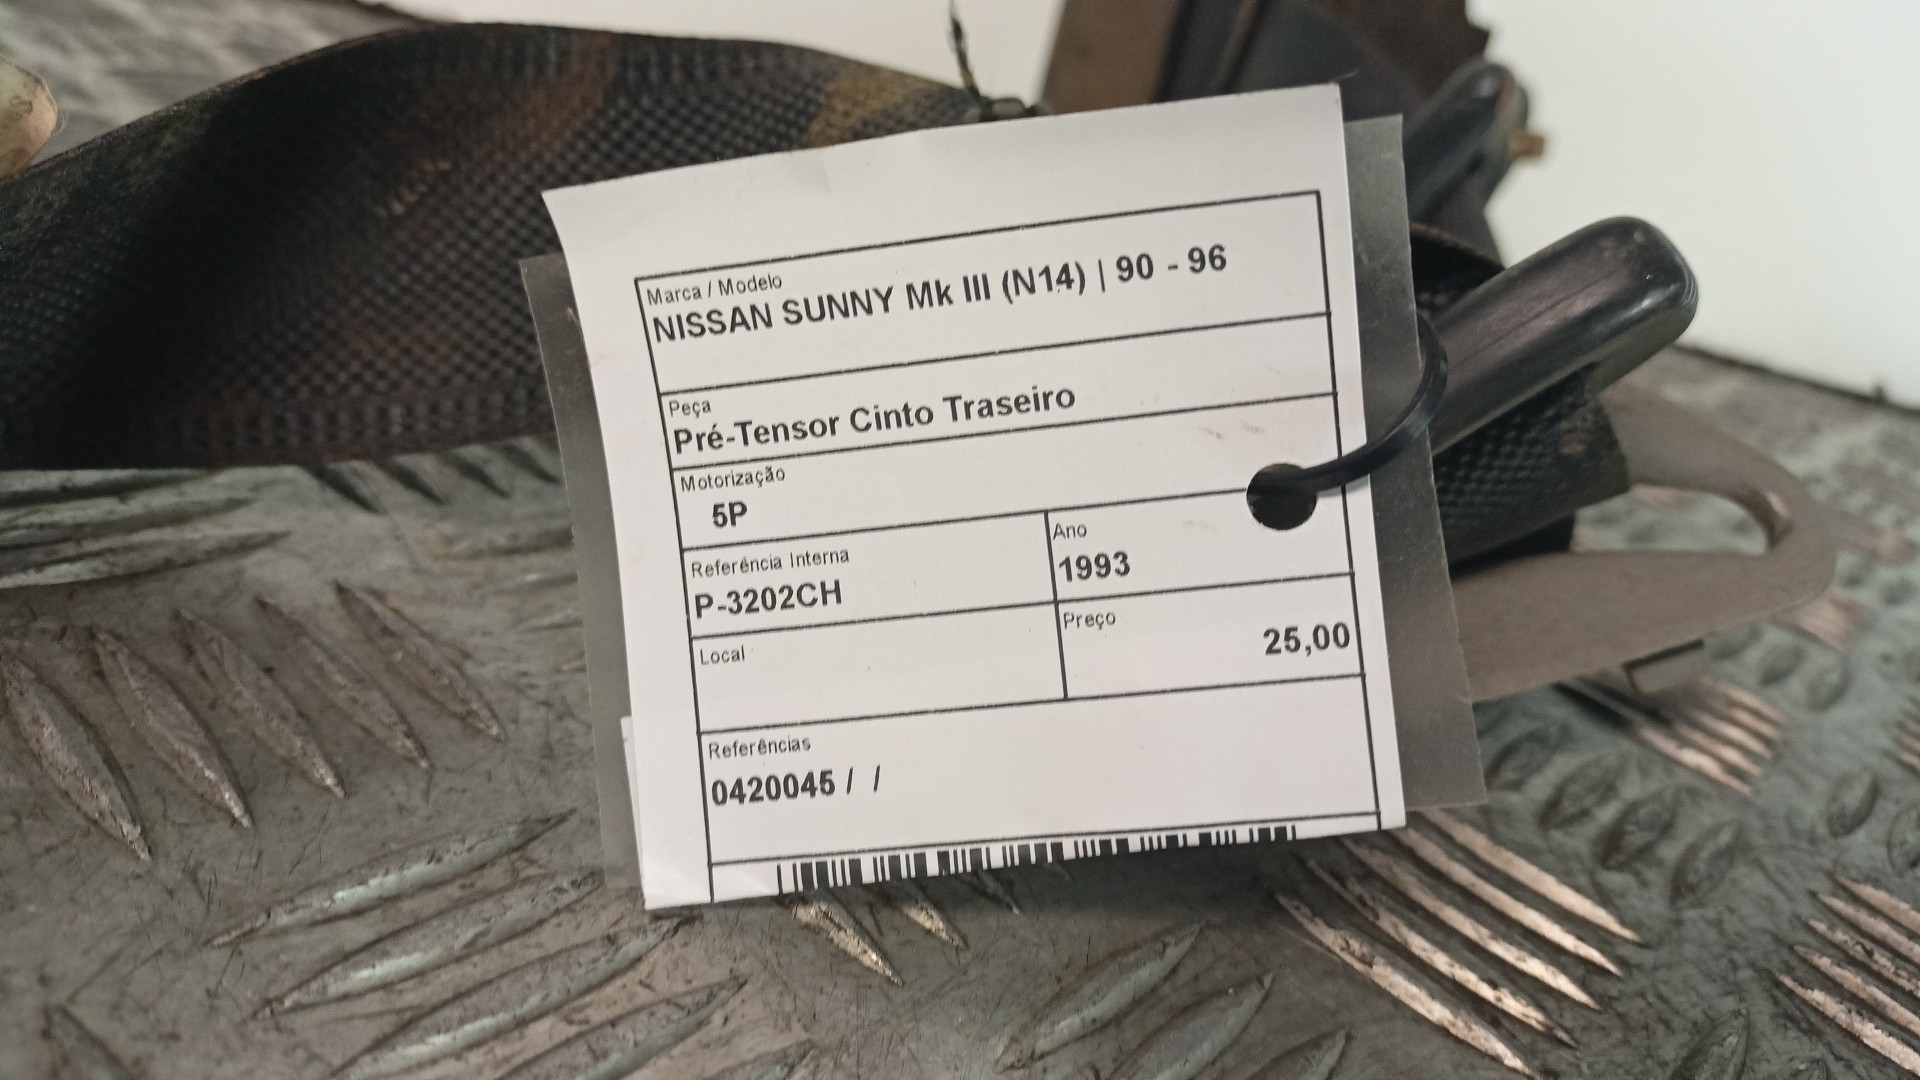 Marca / Modelo
NISSAN SUNNY Mk III (N14) | 90 - 96
Peça
Pré-Tensor Cinto Traseiro
Motorização
5P
Referência Interna
P-3202CH
Ano
1993
Local
Preço
25,00
Referências
0420045 / /